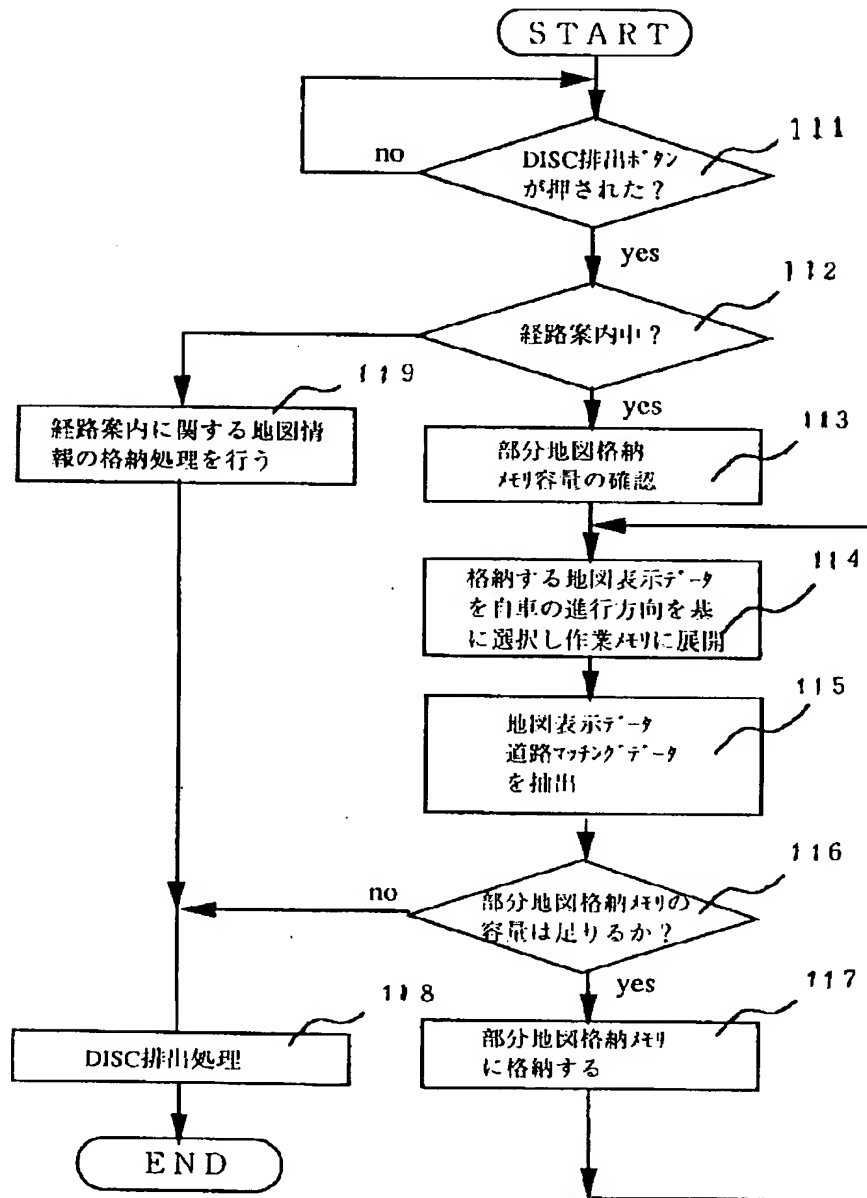 START
111
no
DISC排出ﾎﾞﾀﾝ
が押された？
yes
112
経路案内中？
119
yes
経路案内に関する地図情
報の格納処理を行う
113
部分地図格納
ﾒﾓﾘ容量の確認
114
格納する地図表示ﾃﾞｰﾀ
を自車の進行方向を基
に選択し作業ﾒﾓﾘに展開
115
地図表示ﾃﾞｰﾀ
道路ﾏｯﾁﾝｸﾞﾃﾞｰﾀ
を抽出
116
no
部分地図格納ﾒﾓﾘの
容量は足りるか？
yes
117
118
部分地図格納ﾒﾓﾘ
に格納する
DISC排出処理
END